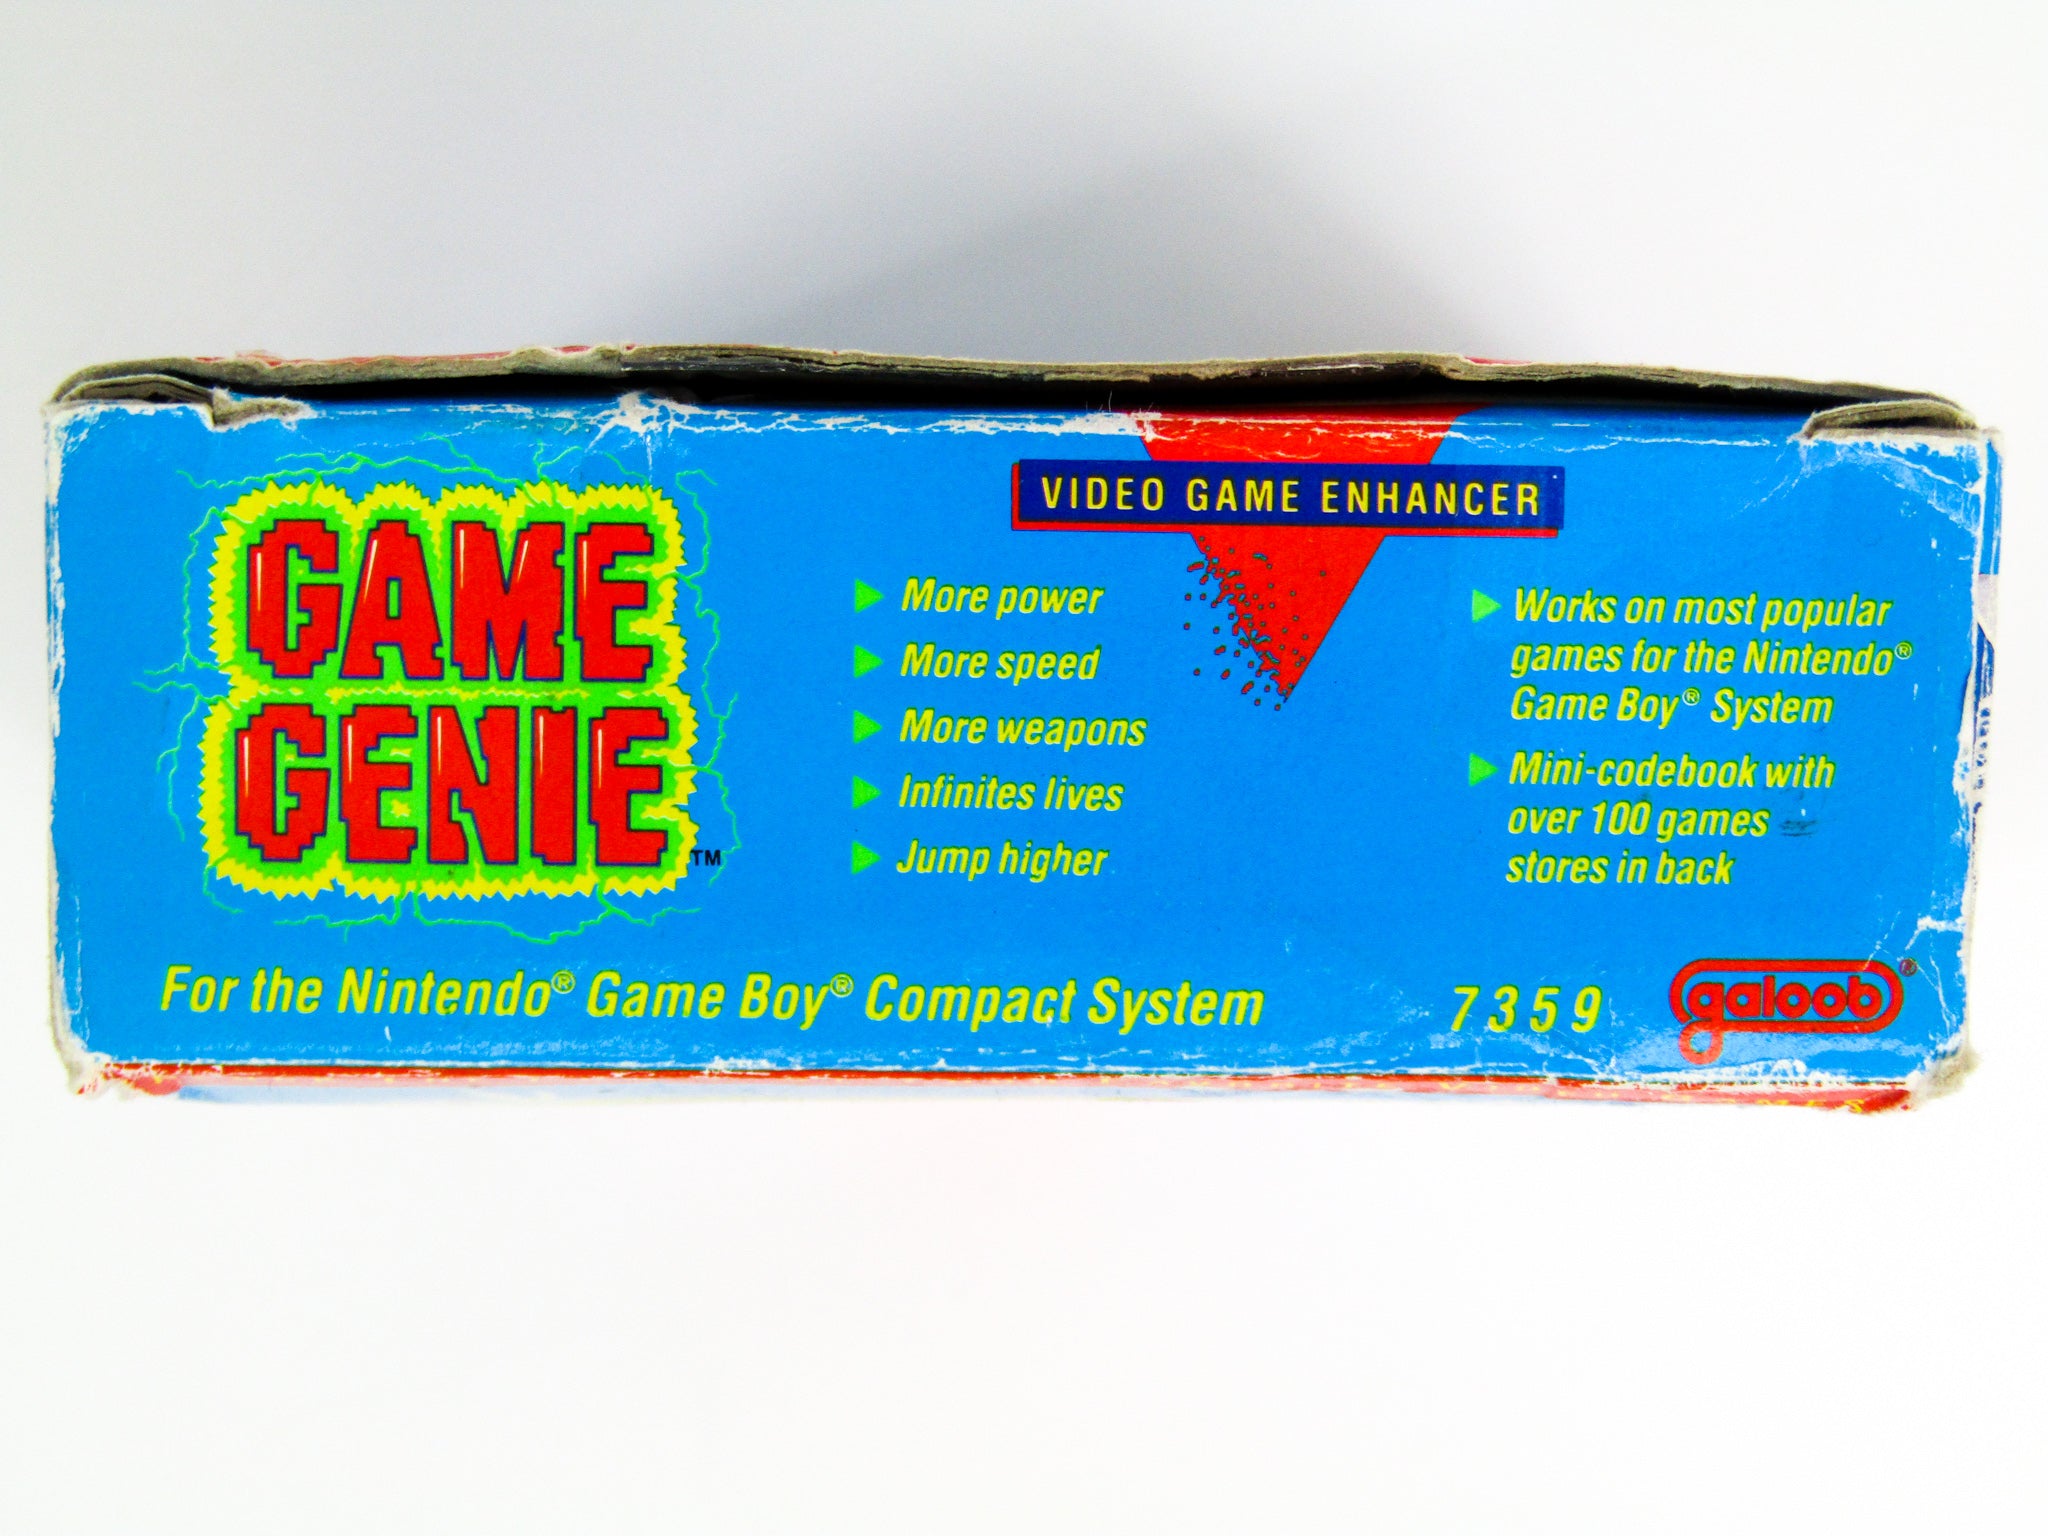 GAME
GENIE™
VIDEO GAME ENHANCER
More power
More speed
More weapons
Infinites lives
Jump higher
Works on most popular
games for the Nintendo®
Game Boy® System
Mini-codebook with
over 100 games
stores in back
For the Nintendo® Game Boy® Compact System
7359
galoob®